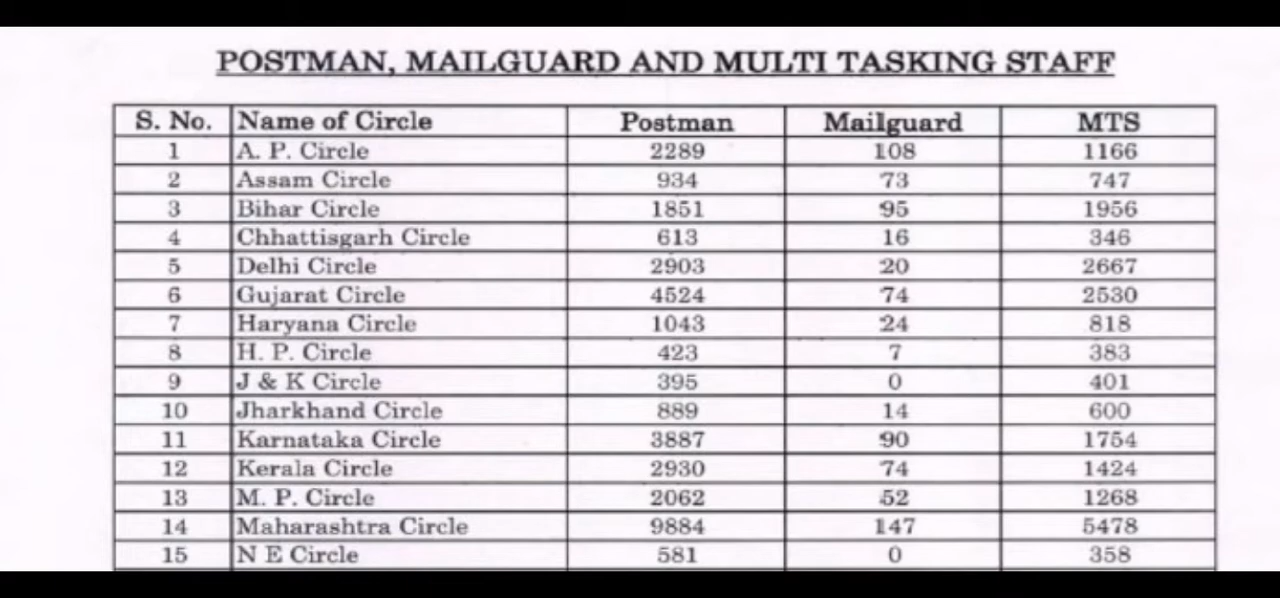 POSTMAN, MAILGUARD AND MULTI TASKING STAFF
S. No. Name of Circle Postman Mailguard MTS
1 A. P. Circle 2289 108 1166
2 Assam Circle 934 73 747
3 Bihar Circle 1851 95 1956
4 Chhattisgarh Circle 613 16 346
5 Delhi Circle 2903 20 2667
6 Gujarat Circle 4524 74 2530
7 Haryana Circle 1043 24 818
8 H. P. Circle 423 7 383
9 J & K Circle 395 0 401
10 Jharkhand Circle 889 14 600
11 Karnataka Circle 3887 90 1754
12 Kerala Circle 2930 74 1424
13 M. P. Circle 2062 52 1268
14 Maharashtra Circle 9884 147 5478
15 N E Circle 581 0 358